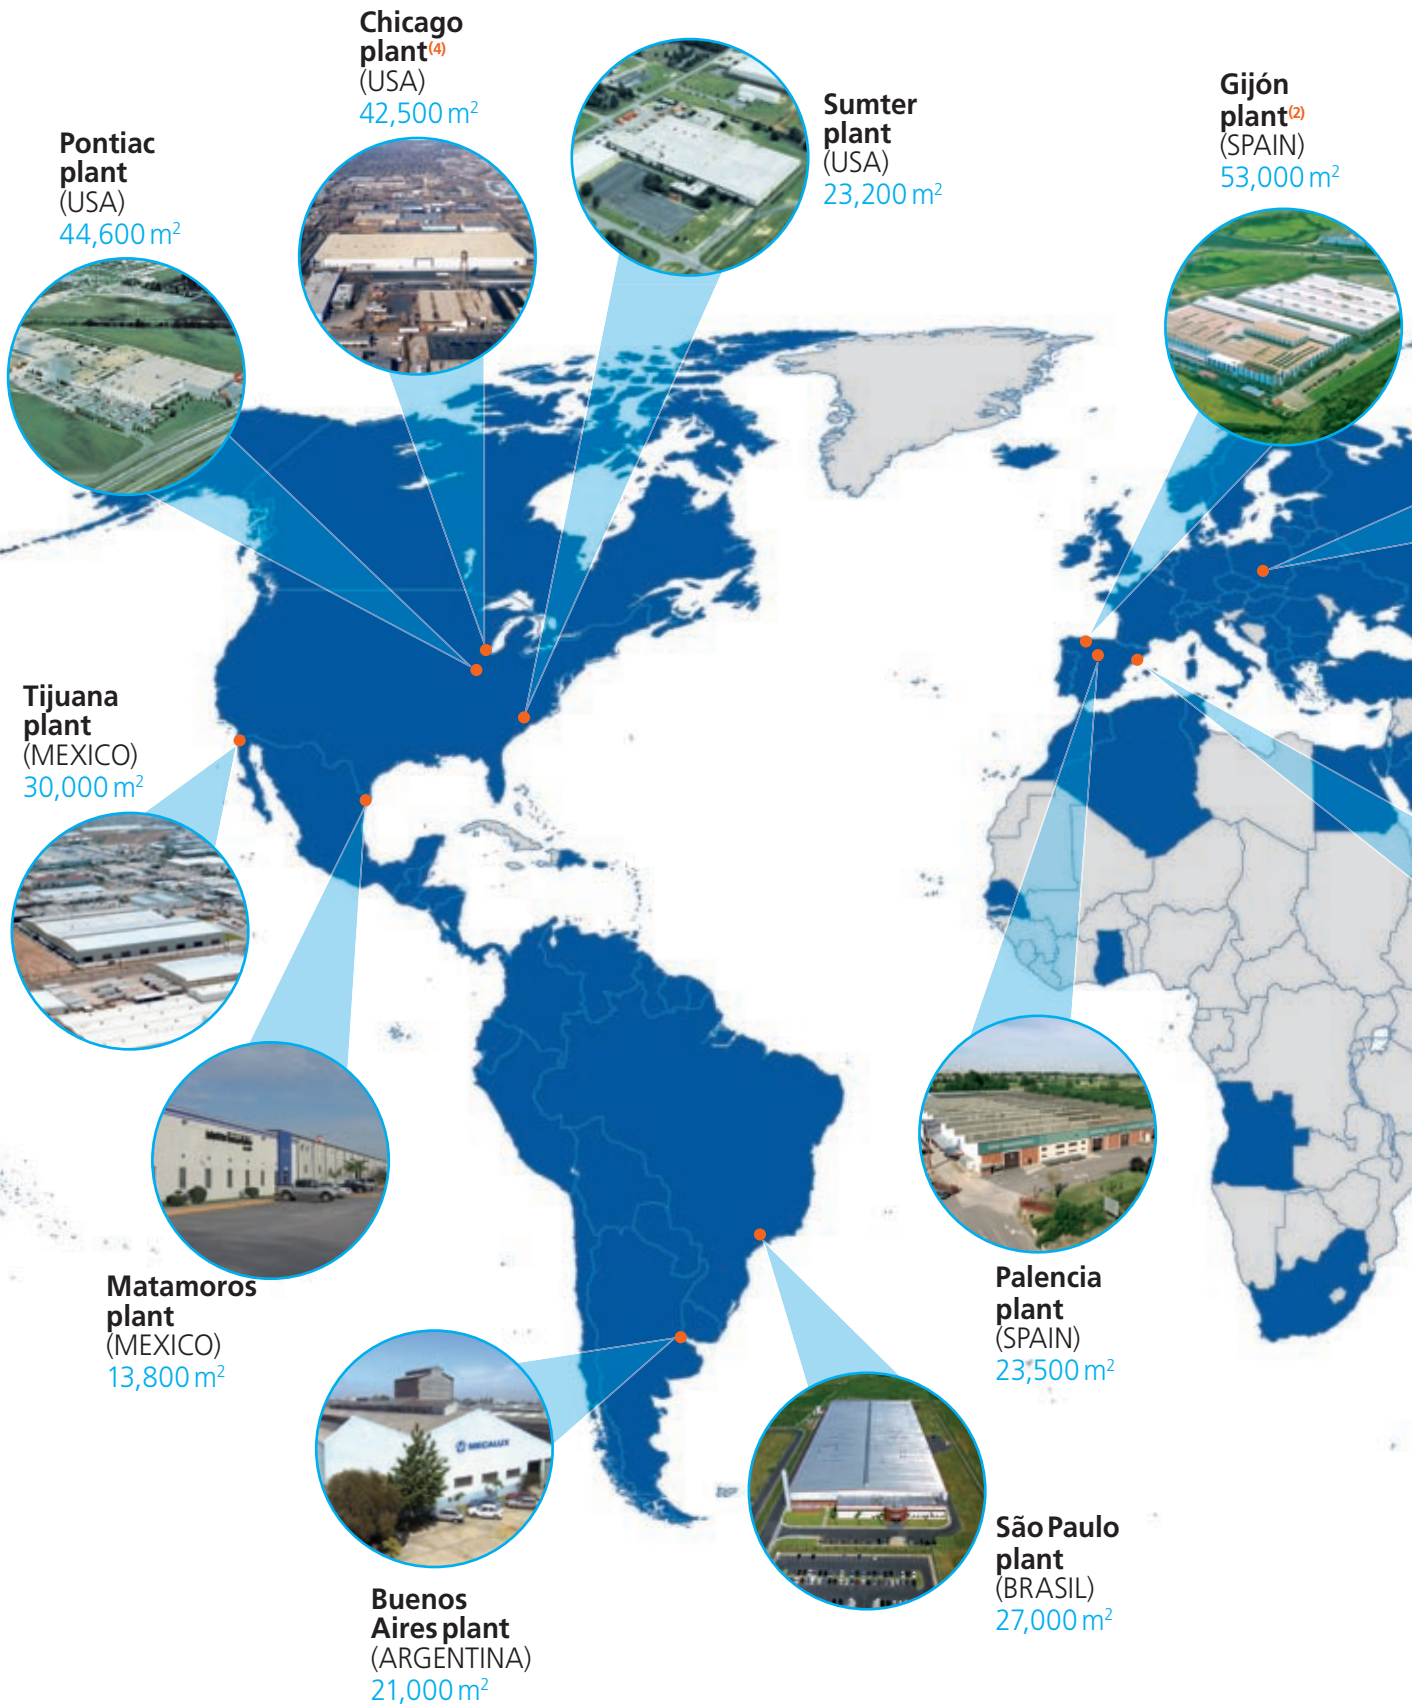 Chicago
plant(4)
(USA)
42,500 m²
Sumter
plant
(USA)
23,200 m²
Gijón
plant(2)
(SPAIN)
53,000 m²
Pontiac
plant
(USA)
44,600 m²
Tijuana
plant
(MEXICO)
30,000 m²
Matamoros
plant
(MEXICO)
13,800 m²
Palencia
plant
(SPAIN)
23,500 m²
MECALUX
São Paulo
plant
(BRASIL)
27,000 m²
Buenos
Aires plant
(ARGENTINA)
21,000 m²